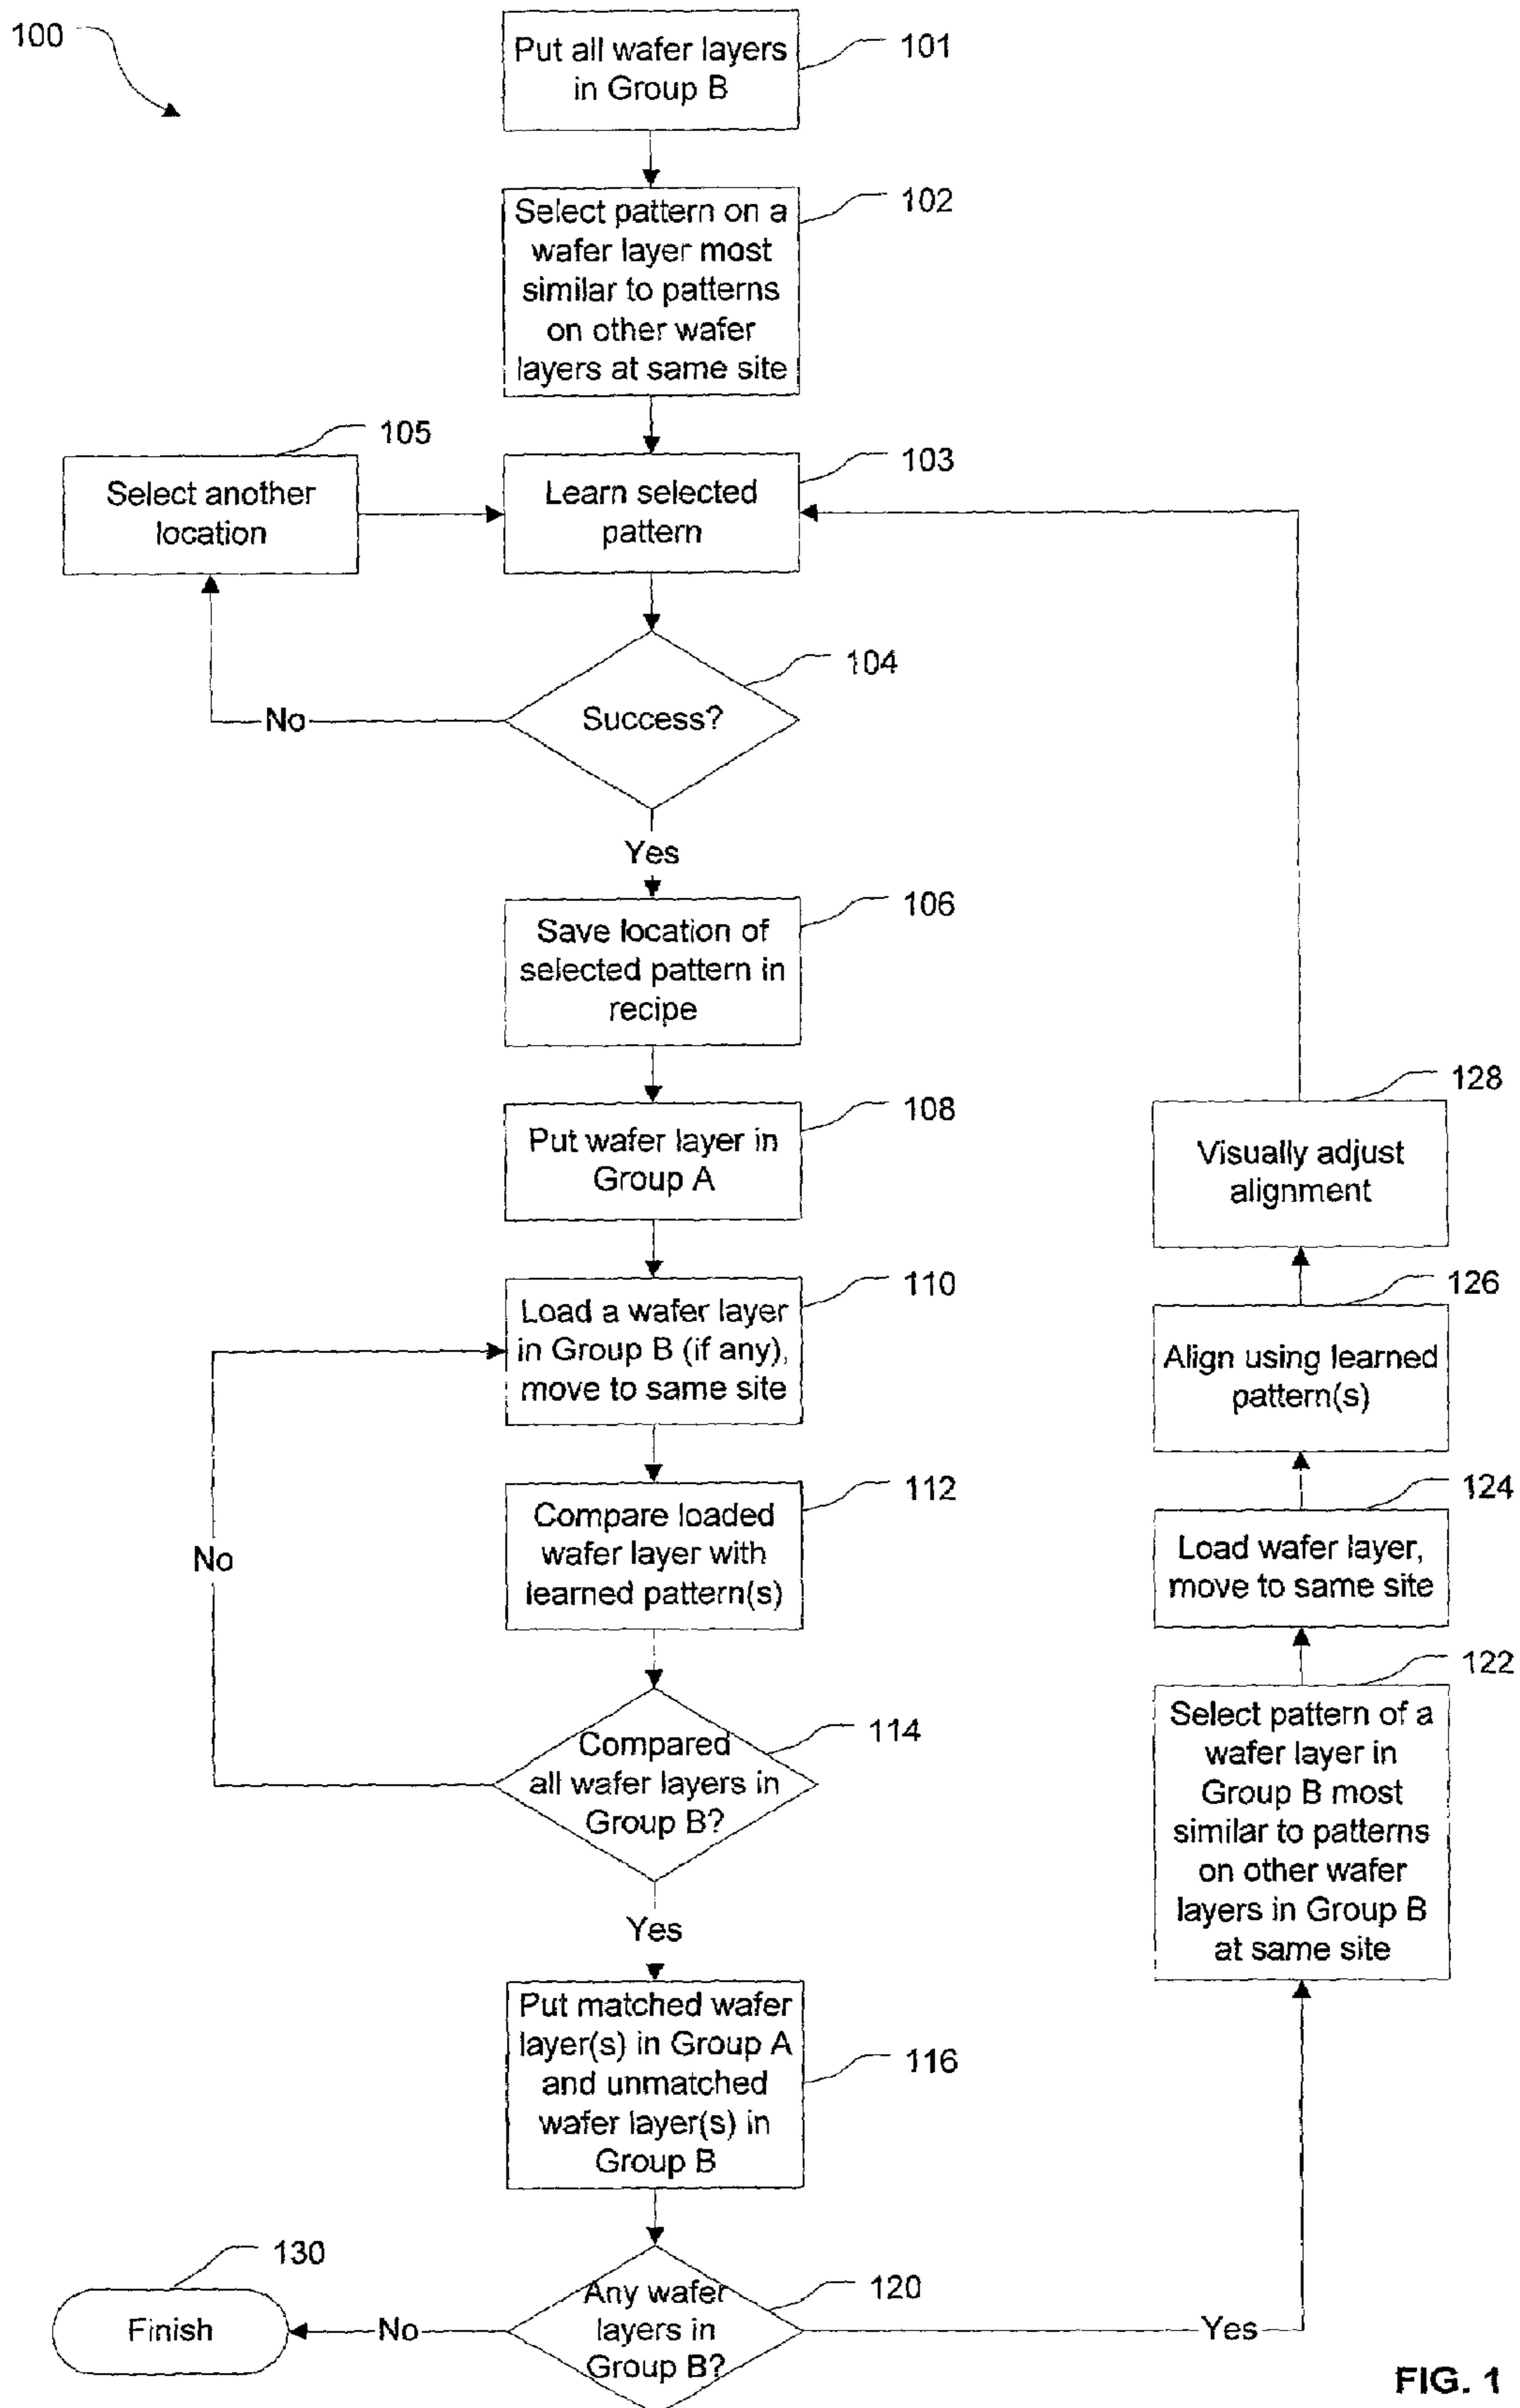 100
Put all wafer layers
in Group B
101
Select pattern on a
wafer layer most
similar to patterns
on other wafer
layers at same site
102
105
Select another
location
Learn selected
pattern
103
Success?
104
No
Yes
Save location of
selected pattern in
recipe
106
Put wafer layer in
Group A
108
Load a wafer layer
in Group B (if any),
move to same site
110
Compare loaded
wafer layer with
learned pattern(s)
112
No
Compared
all wafer layers in
Group B?
114
Yes
Put matched wafer
layer(s) in Group A
and unmatched
wafer layer(s) in
Group B
116
Any wafer
layers in
Group B?
120
No
Finish
130
Yes
Select pattern of a
wafer layer in
Group B most
similar to patterns
on other wafer
layers in Group B
at same site
122
Load wafer layer,
move to same site
124
Align using learned
pattern(s)
126
Visually adjust
alignment
128
FIG. 1